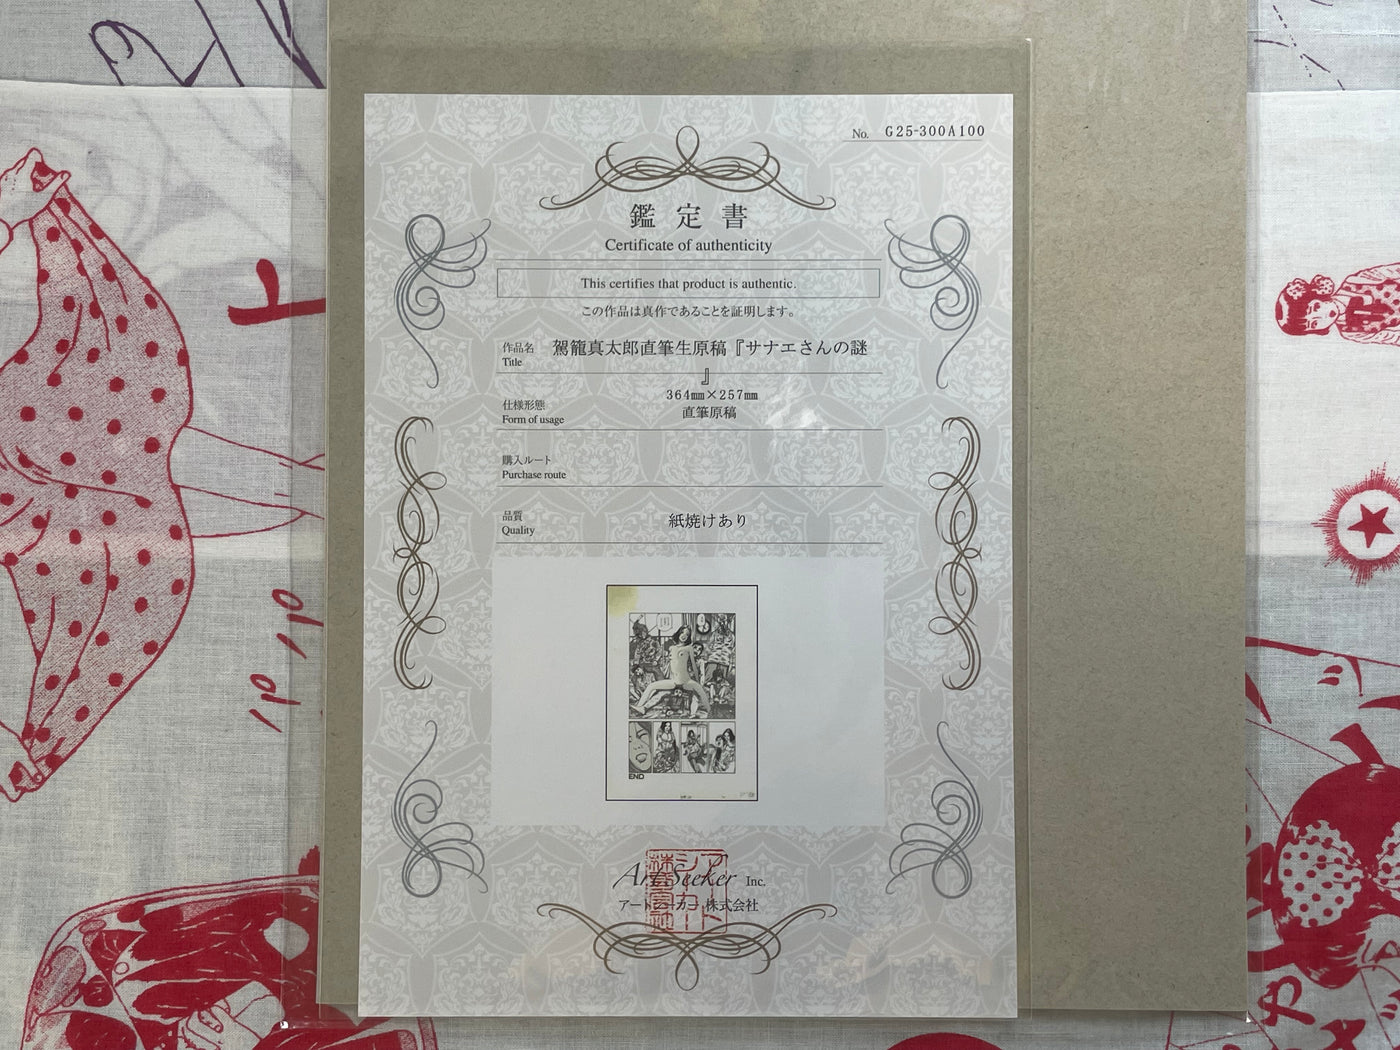 No. G25-300A100
鑑定書
Certificate of authenticity
This certifies that product is authentic.
この作品は真作であることを証明します。
作品名
Title
駕籠真太郎直筆生原稿『サナエさんの謎
』
仕様形態
Form of usage
364㎜×257㎜
直筆原稿
購入ルート
Purchase route
品質
Quality
紙焼けあり
END
Art Seeker Inc.
アートシーカー株式会社